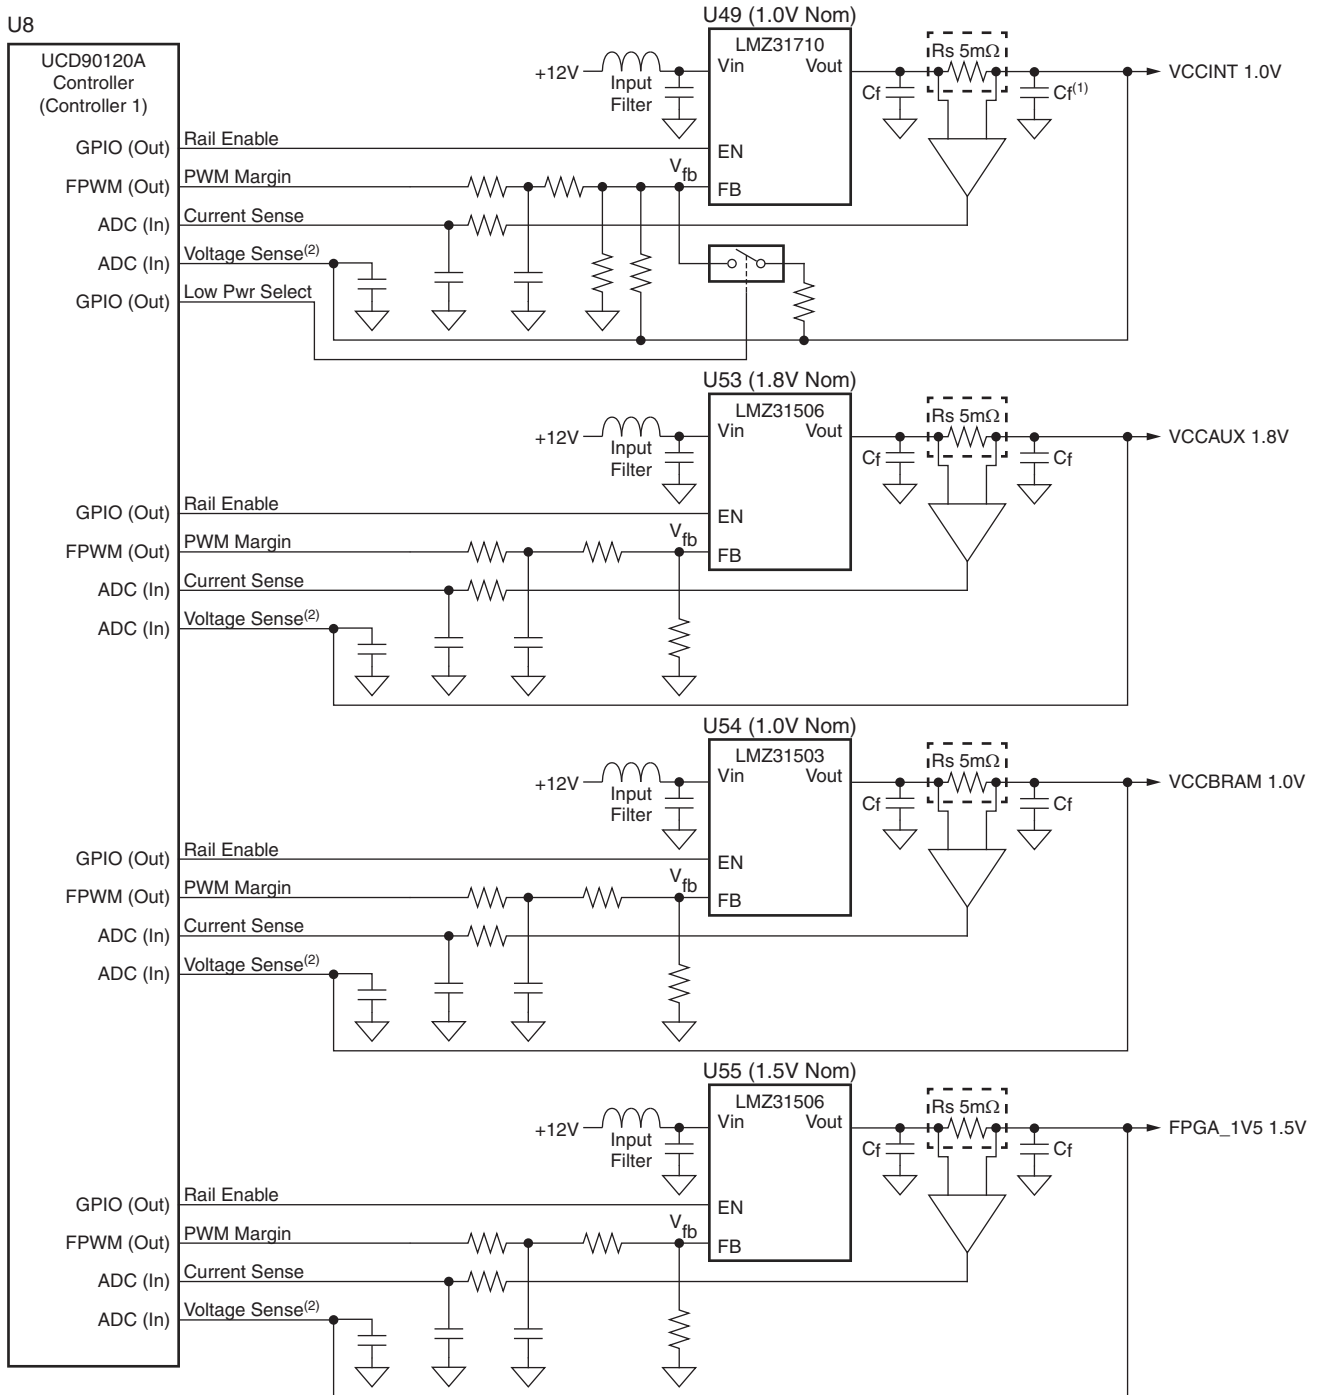 U8
UCD90120A
Controller
(Controller 1)
U49 (1.0V Nom)
LMZ31710
Vin
Vout
+12V
Input
Filter
Rs 5mΩ
Cf
Cf(1)
VCCINT 1.0V
GPIO (Out)
Rail Enable
EN
FPWM (Out)
PWM Margin
Vfb
FB
ADC (In)
Current Sense
ADC (In)
Voltage Sense(2)
GPIO (Out)
Low Pwr Select
U53 (1.8V Nom)
LMZ31506
Vin
Vout
+12V
Input
Filter
Rs 5mΩ
Cf
Cf
VCCAUX 1.8V
GPIO (Out)
Rail Enable
EN
FPWM (Out)
PWM Margin
Vfb
FB
ADC (In)
Current Sense
ADC (In)
Voltage Sense(2)
U54 (1.0V Nom)
LMZ31503
Vin
Vout
+12V
Input
Filter
Rs 5mΩ
Cf
Cf
VCCBRAM 1.0V
GPIO (Out)
Rail Enable
EN
FPWM (Out)
PWM Margin
Vfb
FB
ADC (In)
Current Sense
ADC (In)
Voltage Sense(2)
U55 (1.5V Nom)
LMZ31506
Vin
Vout
+12V
Input
Filter
Rs 5mΩ
Cf
Cf
FPGA_1V5 1.5V
GPIO (Out)
Rail Enable
EN
FPWM (Out)
PWM Margin
Vfb
FB
ADC (In)
Current Sense
ADC (In)
Voltage Sense(2)